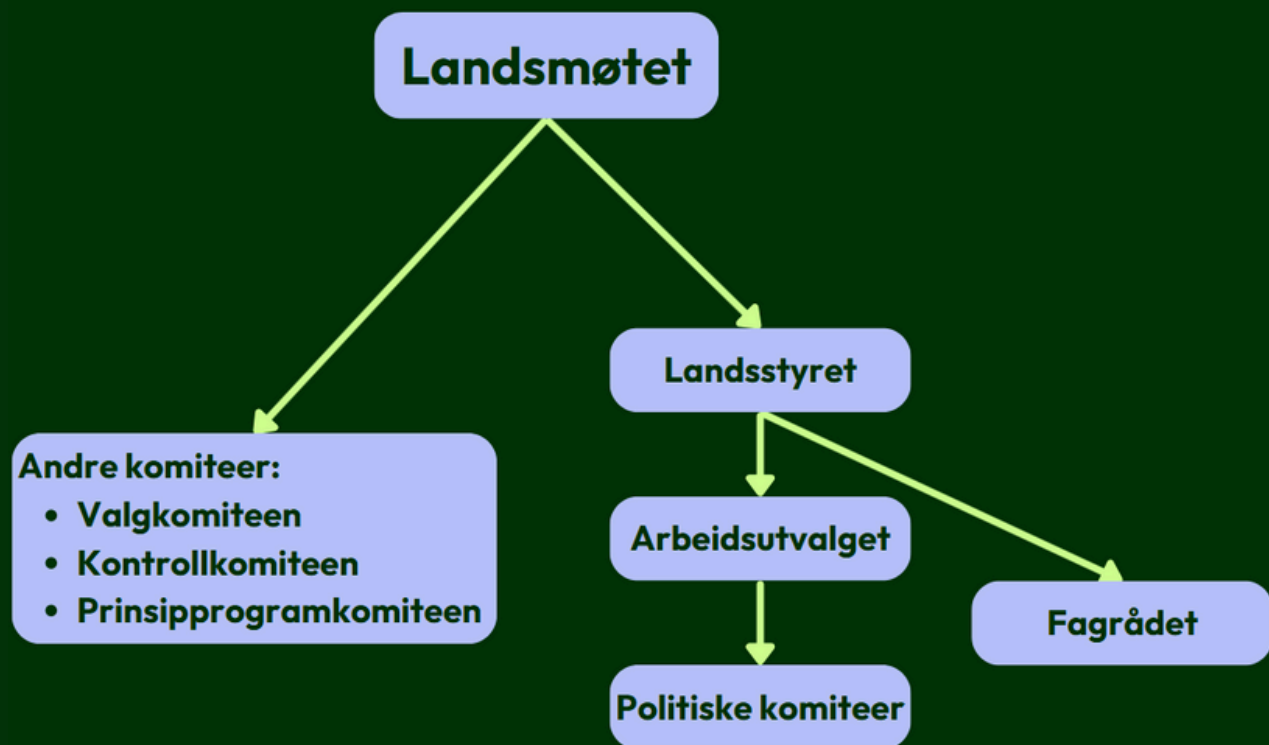 Landsmøtet
Landsstyret
Andre komiteer:
• Valgkomiteen
• Kontrollkomiteen
• Prinsipprogramkomiteen
Arbeidsutvalget
Fagrådet
Politiske komiteer